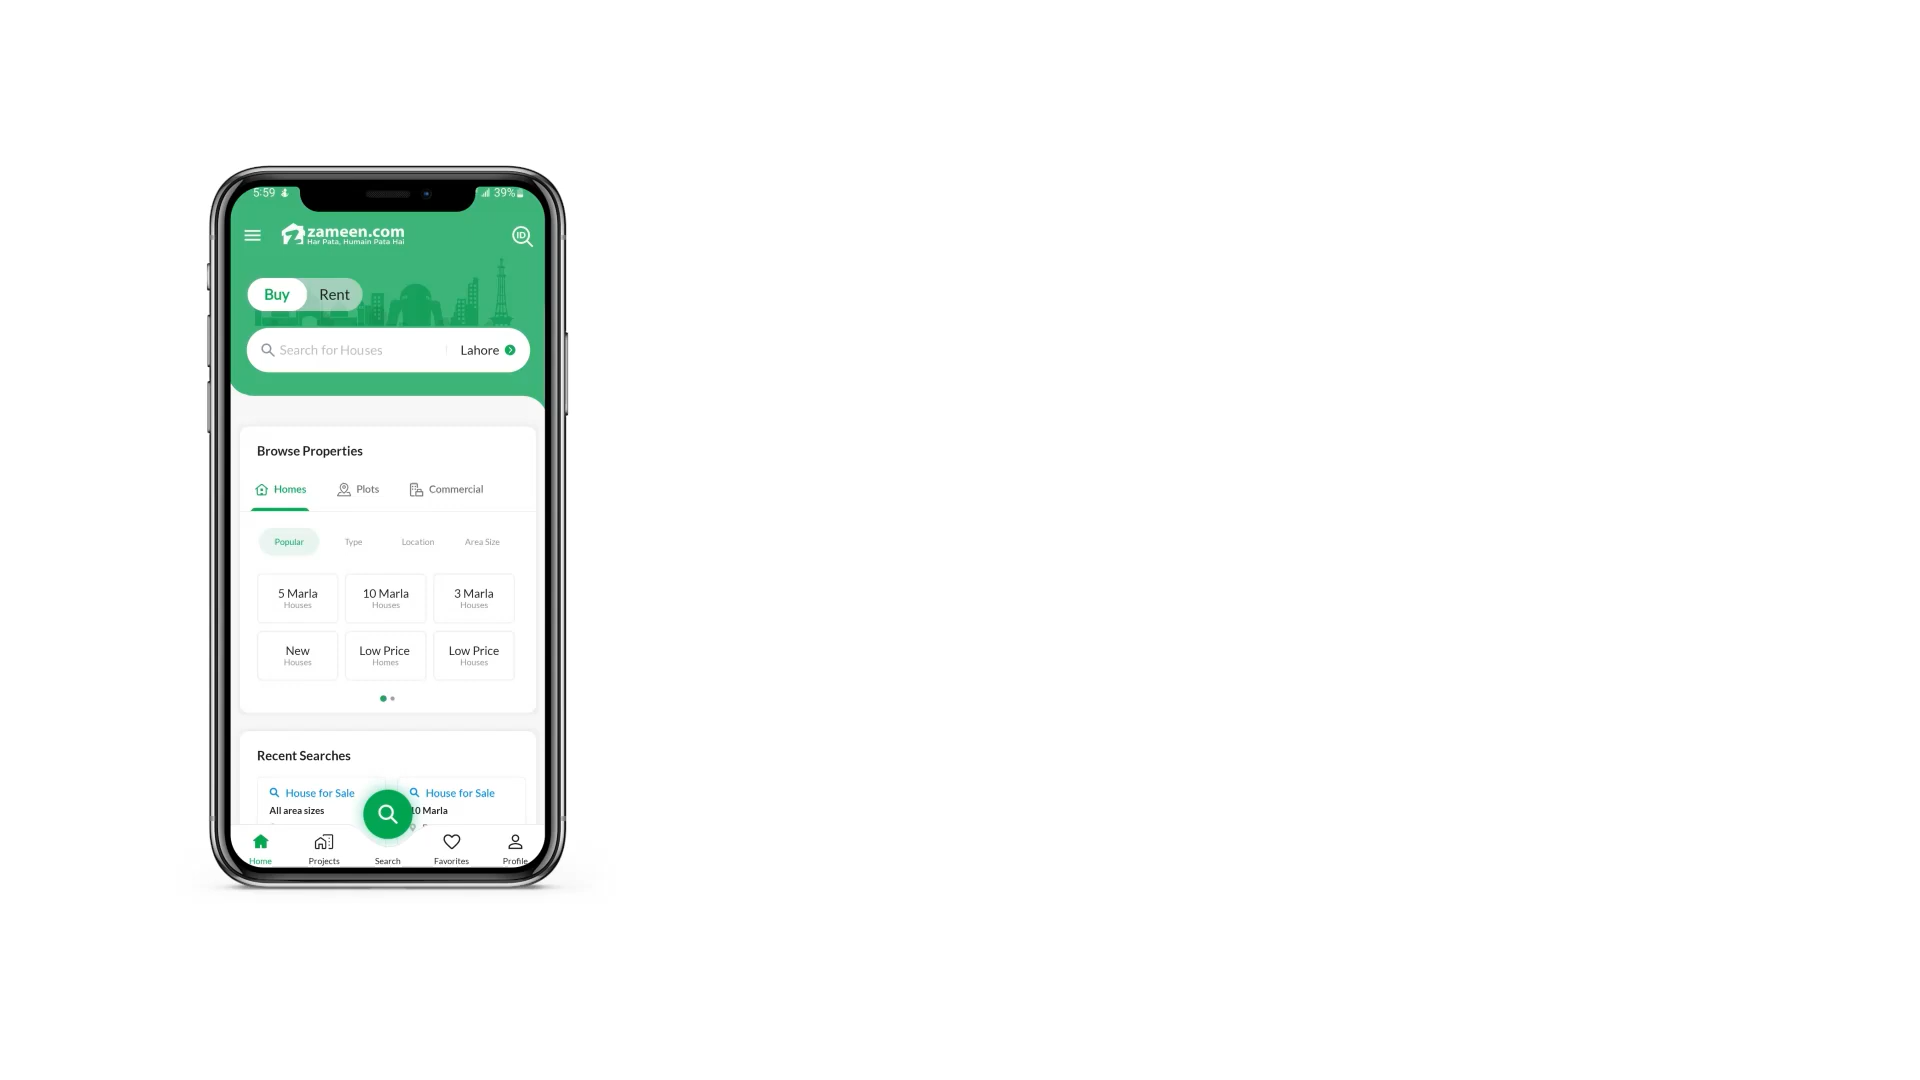 5:59
39%
zameen.com
Har Pata, Humain Pata Hai
ID
Buy Rent
Search for Houses Lahore
Browse Properties
Homes Plots Commercial
Popular Type Location Area Size
5 Marla 10 Marla 3 Marla
Houses Houses Houses
New Low Price Low Price
Houses Homes Houses
Recent Searches
House for Sale House for Sale
All area sizes 10 Marla
Home Projects Search Favorites Profile